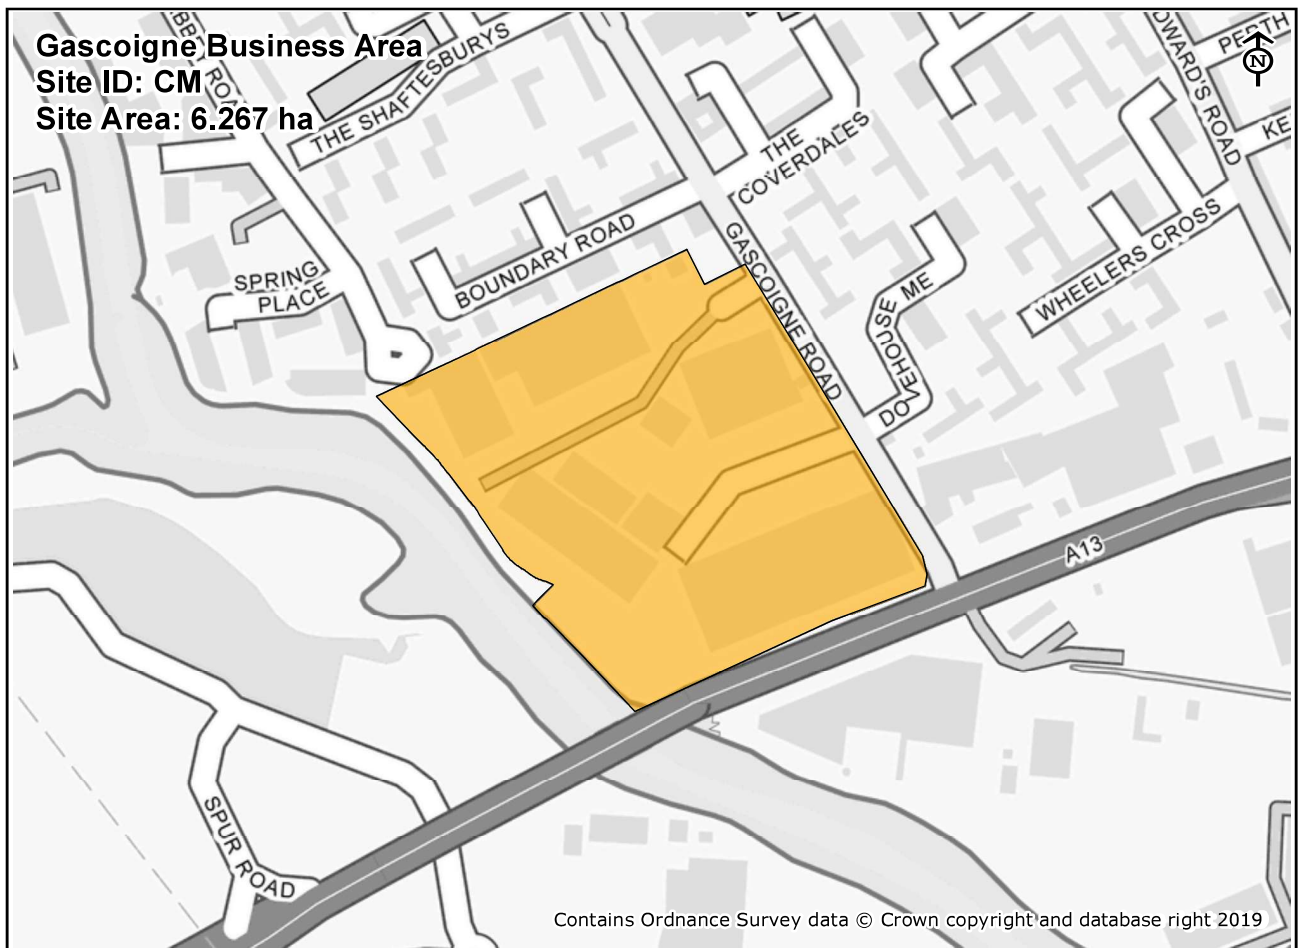 Gascoigne Business Area
Site ID: CM
Site Area: 6.267 ha
THE SHAFTESBURYS
THE
COVERDALES
PERTH
N
KE
WHEELERS CROSS
BOUNDARY ROAD
GASCOIGNE ROAD
SPRING
PLACE
DOVEHOUSE ME
A13
SPUR ROAD
Contains Ordnance Survey data © Crown copyright and database right 2019